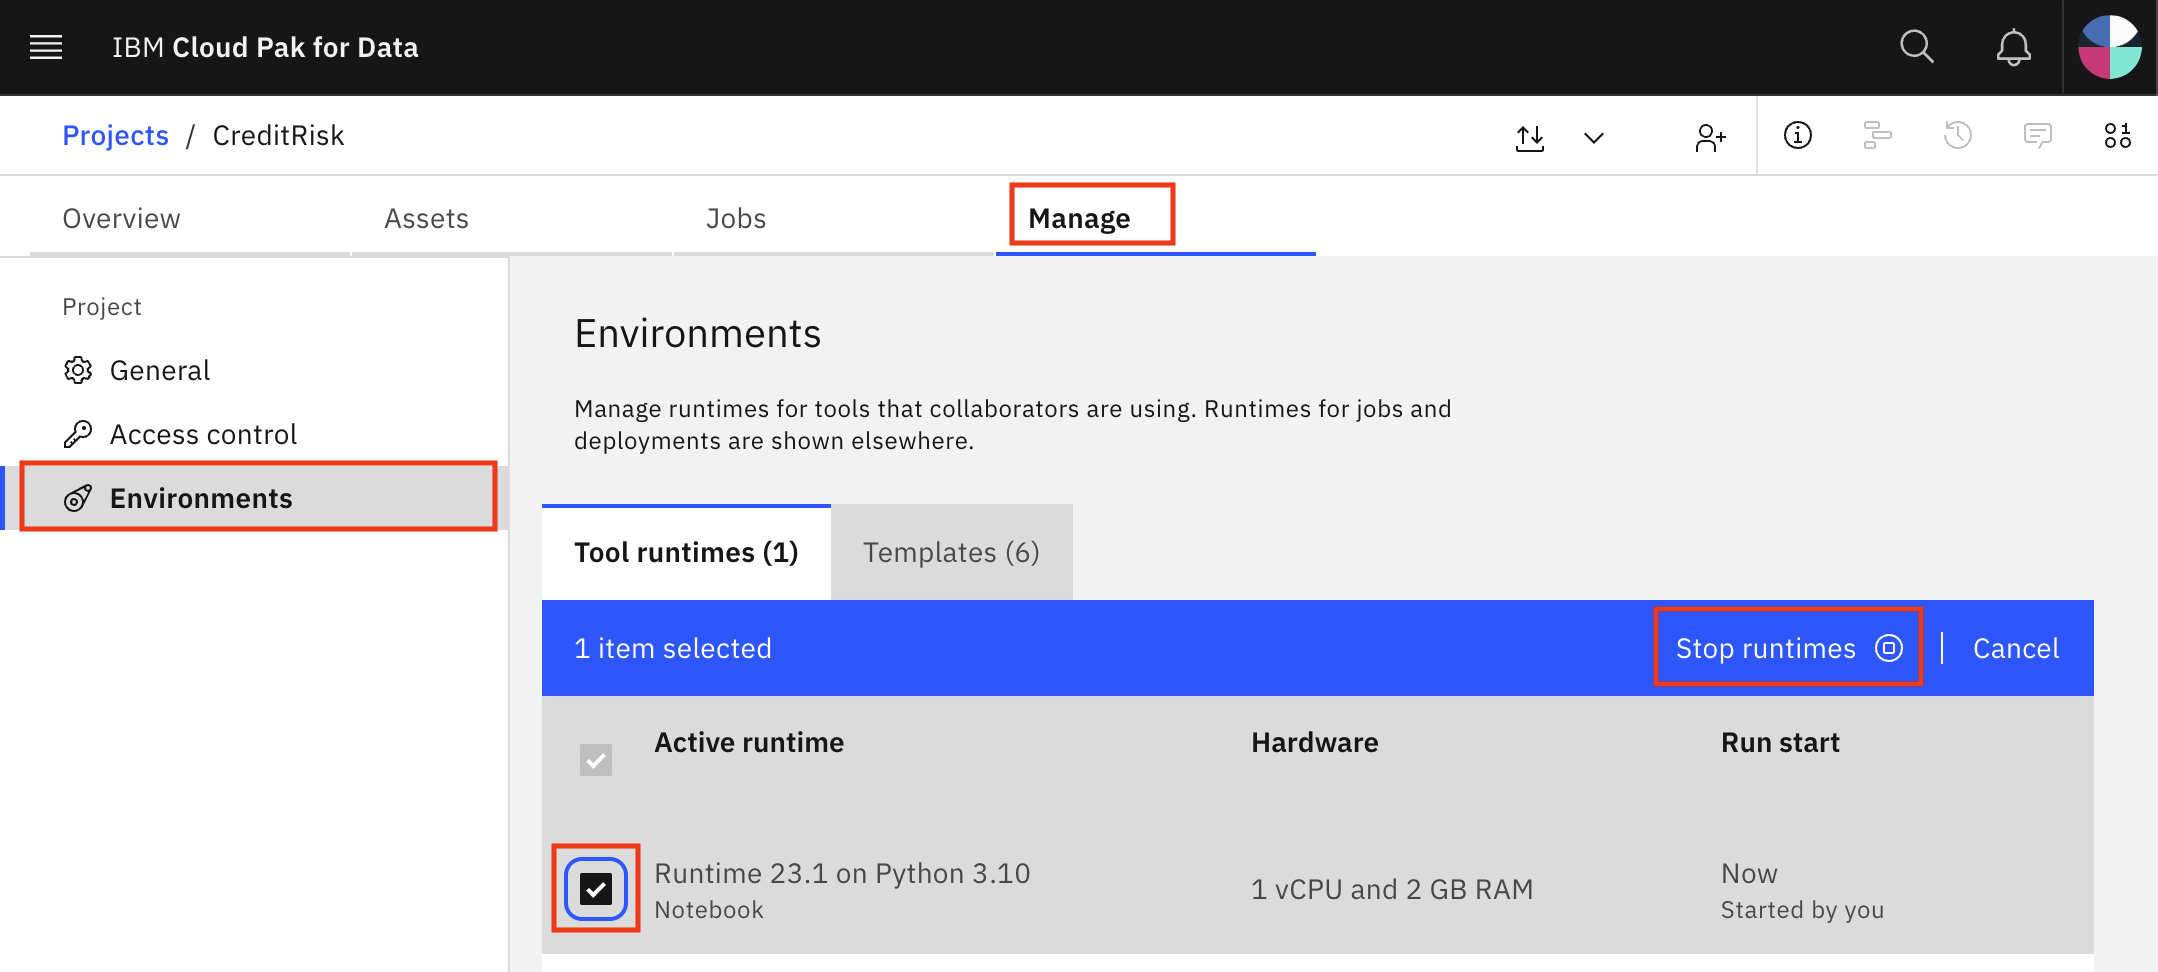 IBM Cloud Pak for Data
Projects / CreditRisk
Overview
Assets
Jobs
Manage
Project
General
Access control
Environments
Environments
Manage runtimes for tools that collaborators are using. Runtimes for jobs and
deployments are shown elsewhere.
Tool runtimes (1)
Templates (6)
1 item selected
Stop runtimes
Cancel
Active runtime
Hardware
Run start
Runtime 23.1 on Python 3.10
Notebook
1 vCPU and 2 GB RAM
Now
Started by you